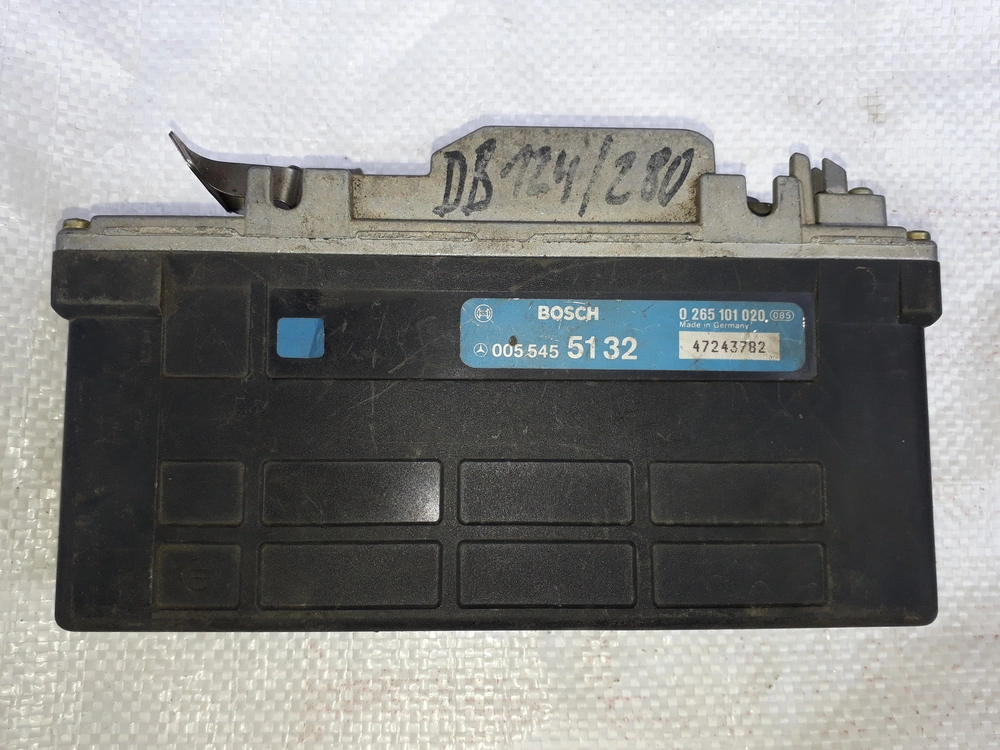 DB 124/280
BOSCH
0 265 101 020
085
Made in Germany
005 545 51 32
47243782